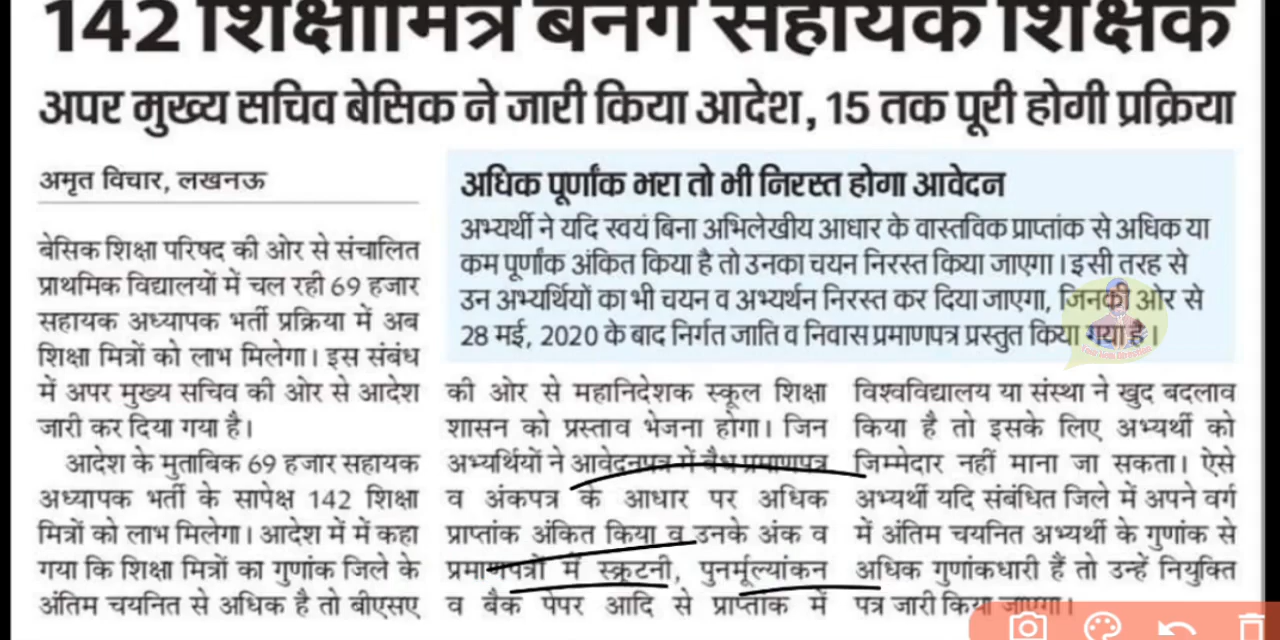 142 शिक्षामित्र बनेंगे सहायक शिक्षक
अपर मुख्य सचिव बेसिक ने जारी किया आदेश, 15 तक पूरी होगी प्रक्रिया
अमृत विचार, लखनऊ
बेसिक शिक्षा परिषद की ओर से संचालित
प्राथमिक विद्यालयों में चल रही 69 हजार
सहायक अध्यापक भर्ती प्रक्रिया में अब
शिक्षा मित्रों को लाभ मिलेगा। इस संबंध
में अपर मुख्य सचिव की ओर से आदेश
जारी कर दिया गया है।
आदेश के मुताबिक 69 हजार सहायक
अध्यापक भर्ती के सापेक्ष 142 शिक्षा
मित्रों को लाभ मिलेगा। आदेश में में कहा
गया कि शिक्षा मित्रों का गुणांक जिले के
अंतिम चयनित से अधिक है तो बीएसए
अधिक पूर्णांक भरा तो भी निरस्त होगा आवेदन
अभ्यर्थी ने यदि स्वयं बिना अभिलेखीय आधार के वास्तविक प्राप्तांक से अधिक या
कम पूर्णांक अंकित किया है तो उनका चयन निरस्त किया जाएगा। इसी तरह से
उन अभ्यर्थियों का भी चयन व अभ्यर्थन निरस्त कर दिया जाएगा, जिनकी ओर से
28 मई, 2020 के बाद निर्गत जाति व निवास प्रमाणपत्र प्रस्तुत किया गया है।
की ओर से महानिदेशक स्कूल शिक्षा
शासन को प्रस्ताव भेजना होगा। जिन
अभ्यर्थियों ने आवेदनपत्र में वैध प्रमाणपत्र
व अंकपत्र के आधार पर अधिक
प्राप्तांक अंकित किया व उनके अंक व
प्रमाणपत्रों में स्क्रूटनी, पुनर्मूल्यांकन
व बैक पेपर आदि से प्राप्तांक में
विश्वविद्यालय या संस्था ने खुद बदलाव
किया है तो इसके लिए अभ्यर्थी को
जिम्मेदार नहीं माना जा सकता। ऐसे
अभ्यर्थी यदि संबंधित जिले में अपने वर्ग
में अंतिम चयनित अभ्यर्थी के गुणांक से
अधिक गुणांकधारी हैं तो उन्हें नियुक्ति
पत्र जारी किया जाएगा।